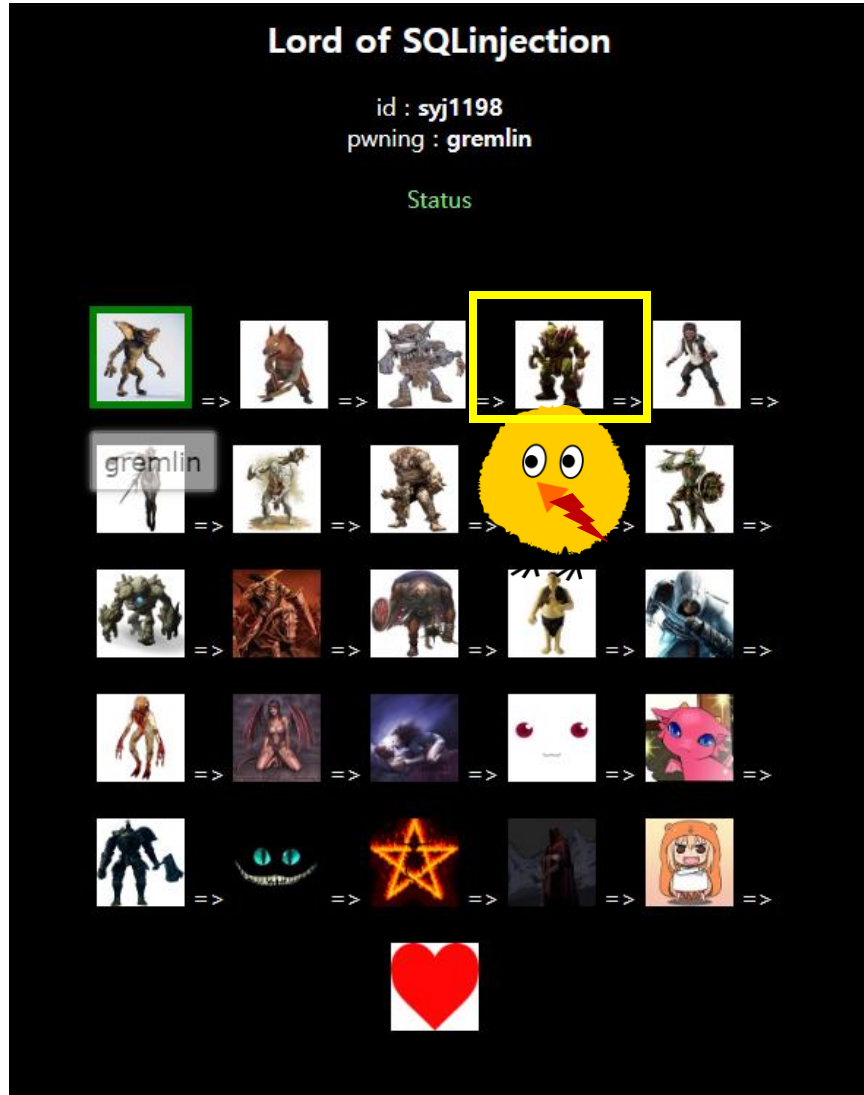 Lord of SQLinjection
id : syj1198
pwning : gremlin
Status
=> => => => =>
gremlin
=> => => => =>
=> => => => =>
=> => => => =>
=> => => => =>